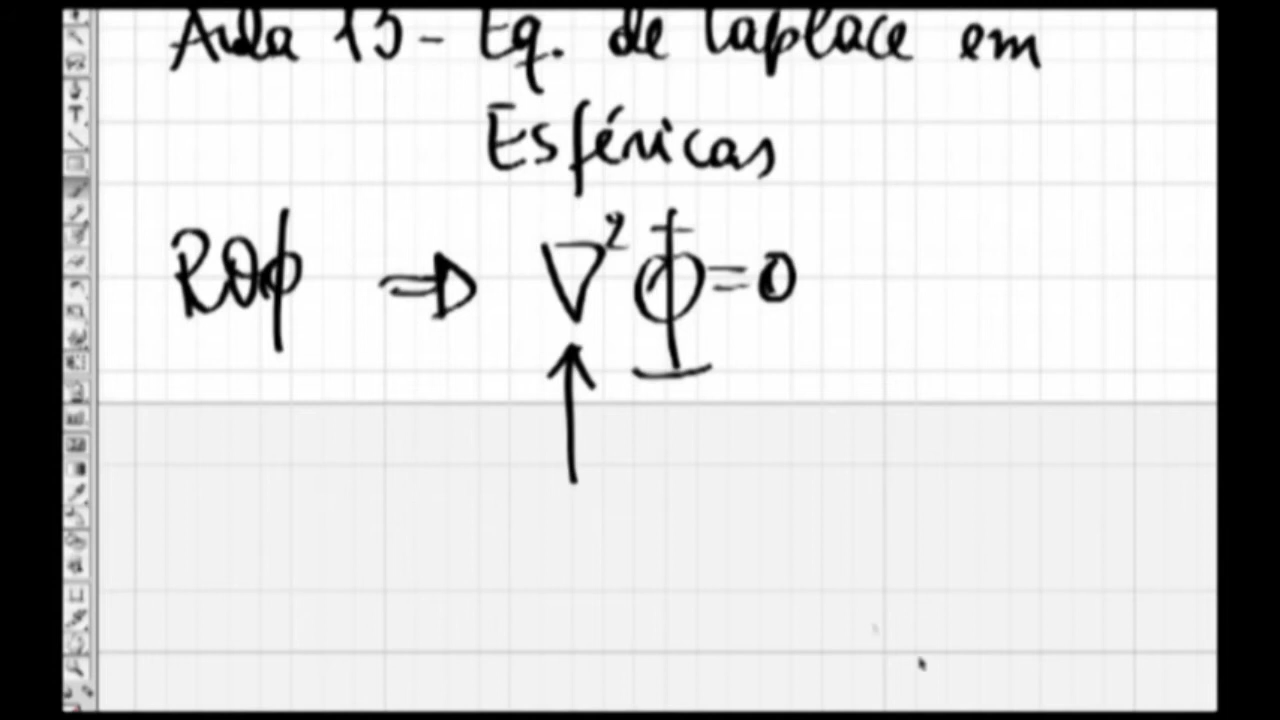 Aula 13 - Eq. de Laplace em
Esféricas
Rθϕ ⇒ ∇²Φ=0